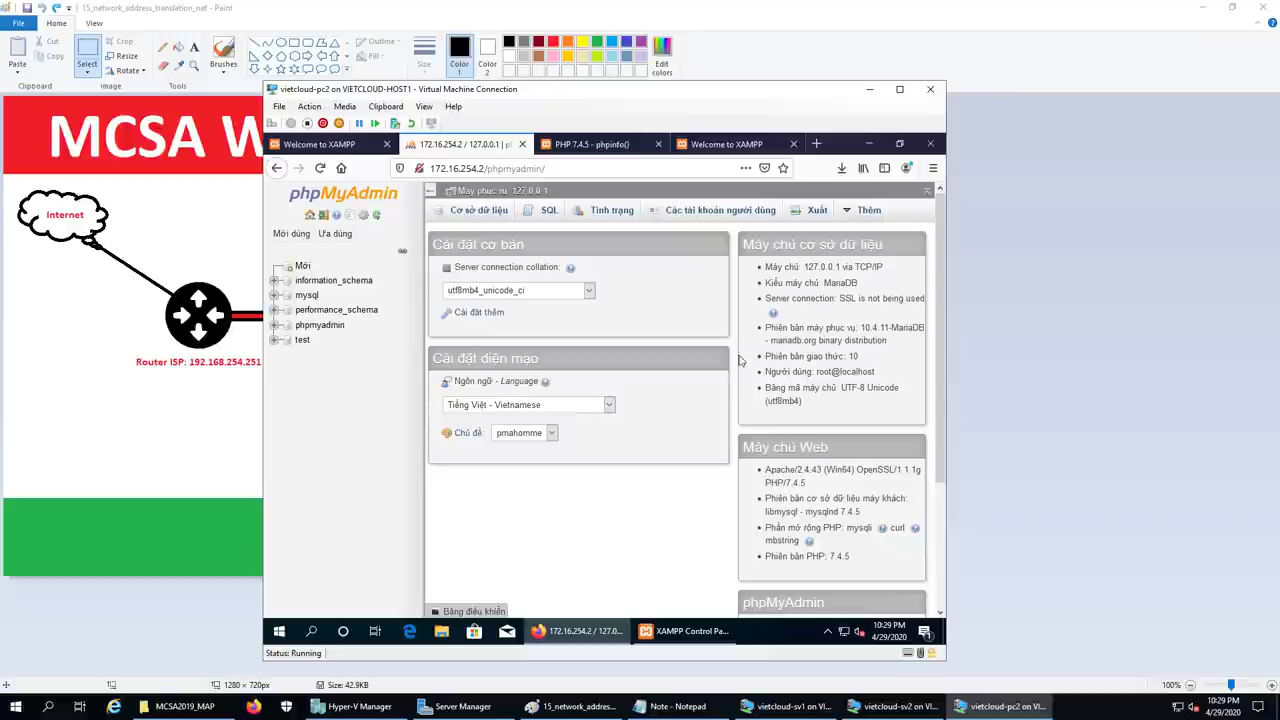 15_network_address_translation_nat - Paint
File
Home
View
Paste
Cut
Copy
Clipboard
Select
Crop
Resize
Rotate
Image
Tools
Brushes
Shapes
Outline
Fill
Size
Color
1
Color
2
Colors
Edit
colors
MCSA W
Internet
Router ISP: 192.168.254.251
vietcloud-pc2 on VIETCLOUD-HOST1 - Virtual Machine Connection
File Action Media Clipboard View Help
Welcome to XAMPP
172.16.254.2 / 127.0.0.1 | p
PHP 7.4.5 - phpinfo()
Welcome to XAMPP
172.16.254.2/phpmyadmin/
phpMyAdmin
Mới dùng Ưa dùng
Mới
information_schema
mysql
performance_schema
phpmyadmin
test
Máy phục vụ: 127.0.0.1
Cơ sở dữ liệu SQL Tình trạng Các tài khoản người dùng Xuất Thêm
Cài đặt cơ bản
Server connection collation:
utf8mb4_unicode_ci
Cài đặt thêm
Cài đặt diện mạo
Ngôn ngữ - Language
Tiếng Việt - Vietnamese
Chủ đề: pmahomme
Máy chủ cơ sở dữ liệu
Máy chủ: 127.0.0.1 via TCP/IP
Kiểu máy chủ: MariaDB
Server connection: SSL is not being used
Phiên bản máy phục vụ: 10.4.11-MariaDB
- mariadb.org binary distribution
Phiên bản giao thức: 10
Người dùng: root@localhost
Bảng mã máy chủ: UTF-8 Unicode
(utf8mb4)
Máy chủ Web
Apache/2.4.43 (Win64) OpenSSL/1.1.1g
PHP/7.4.5
Phiên bản cơ sở dữ liệu máy khách:
libmysql - mysqlnd 7.4.5
Phần mở rộng PHP: mysqli curl
mbstring
Phiên bản PHP: 7.4.5
phpMyAdmin
Bảng điều khiển
172.16.254.2 / 127.0...
XAMPP Control Pa...
10:29 PM
4/29/2020
Status: Running
1280 × 720px
Size: 42.9KB
100%
MCSA2019_MAP
Hyper-V Manager
Server Manager
15_network_addres...
Note - Notepad
vietcloud-sv1 on VI...
vietcloud-sv2 on VI...
vietcloud-pc2 on VI...
10:29 PM
4/29/2020